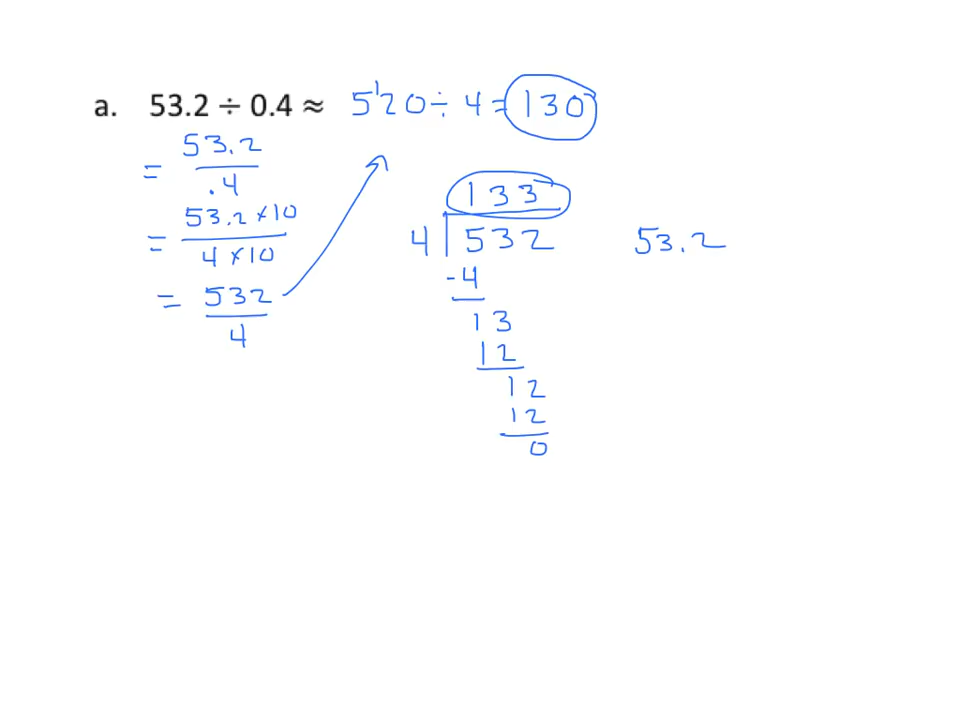 a. 53.2 ÷ 0.4 ≈ 520 ÷ 4 = 130
= 53.2
.4
= 53.2 × 10
4 × 10
= 532
4
133
4 532 53.2
-4
13
12
12
12
0